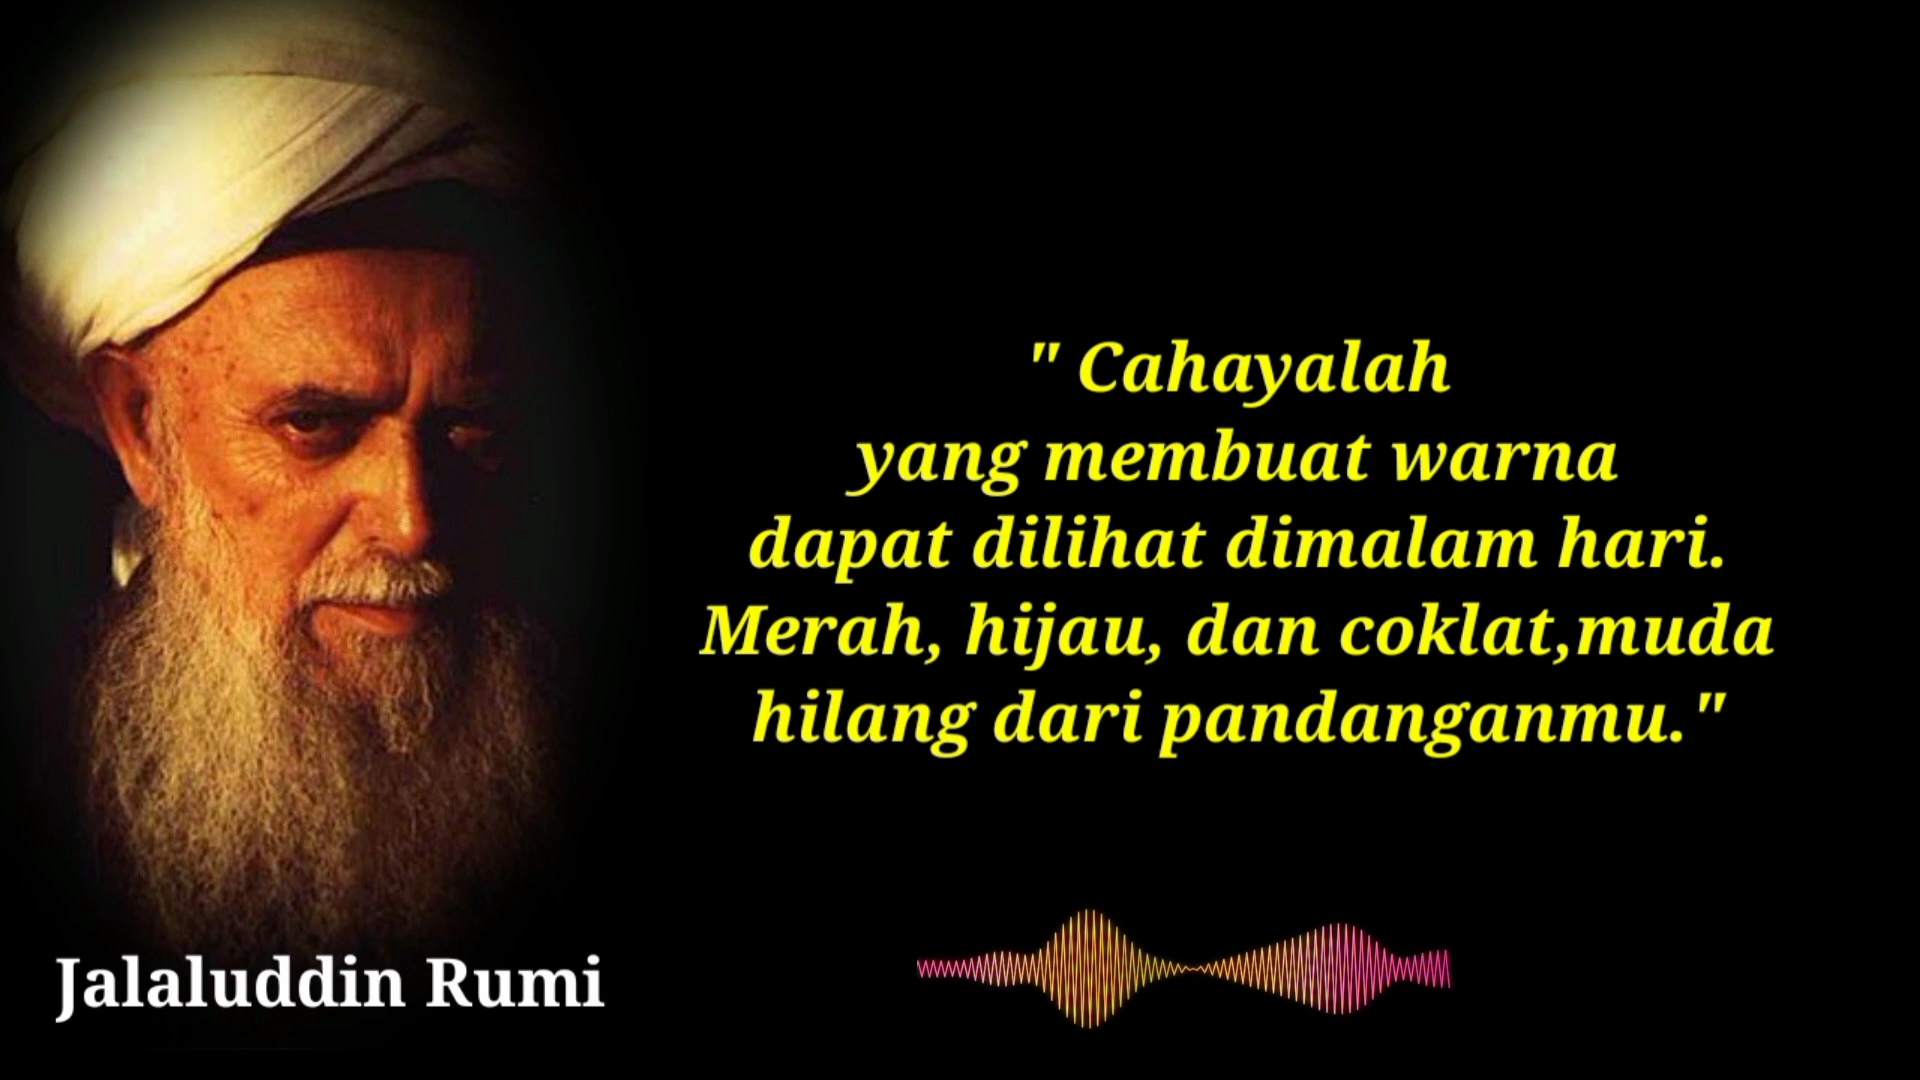 " Cahayalah
yang membuat warna
dapat dilihat dimalam hari.
Merah, hijau, dan coklat,muda
hilang dari pandanganmu."
Jalaluddin Rumi